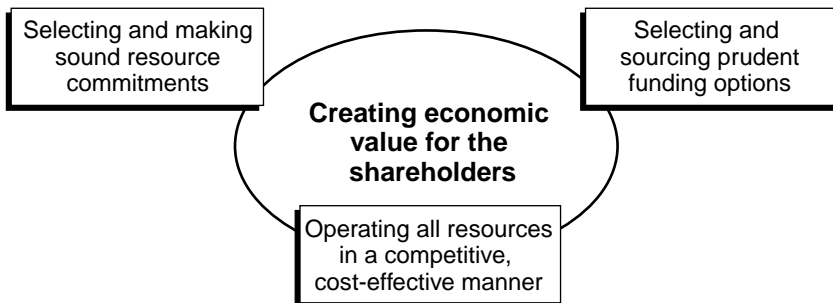 Selecting and making
sound resource
commitments
Selecting and
sourcing prudent
funding options
Creating economic
value for the
shareholders
Operating all resources
in a competitive,
cost-effective manner